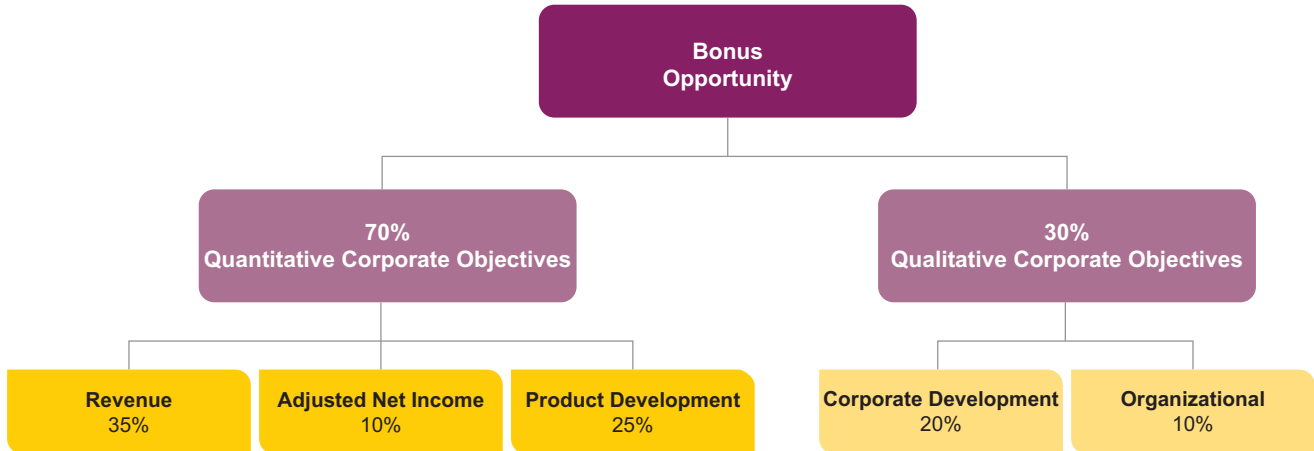 Bonus
Opportunity
70%
Quantitative Corporate Objectives
30%
Qualitative Corporate Objectives
Revenue
35%
Adjusted Net Income
10%
Product Development
25%
Corporate Development
20%
Organizational
10%